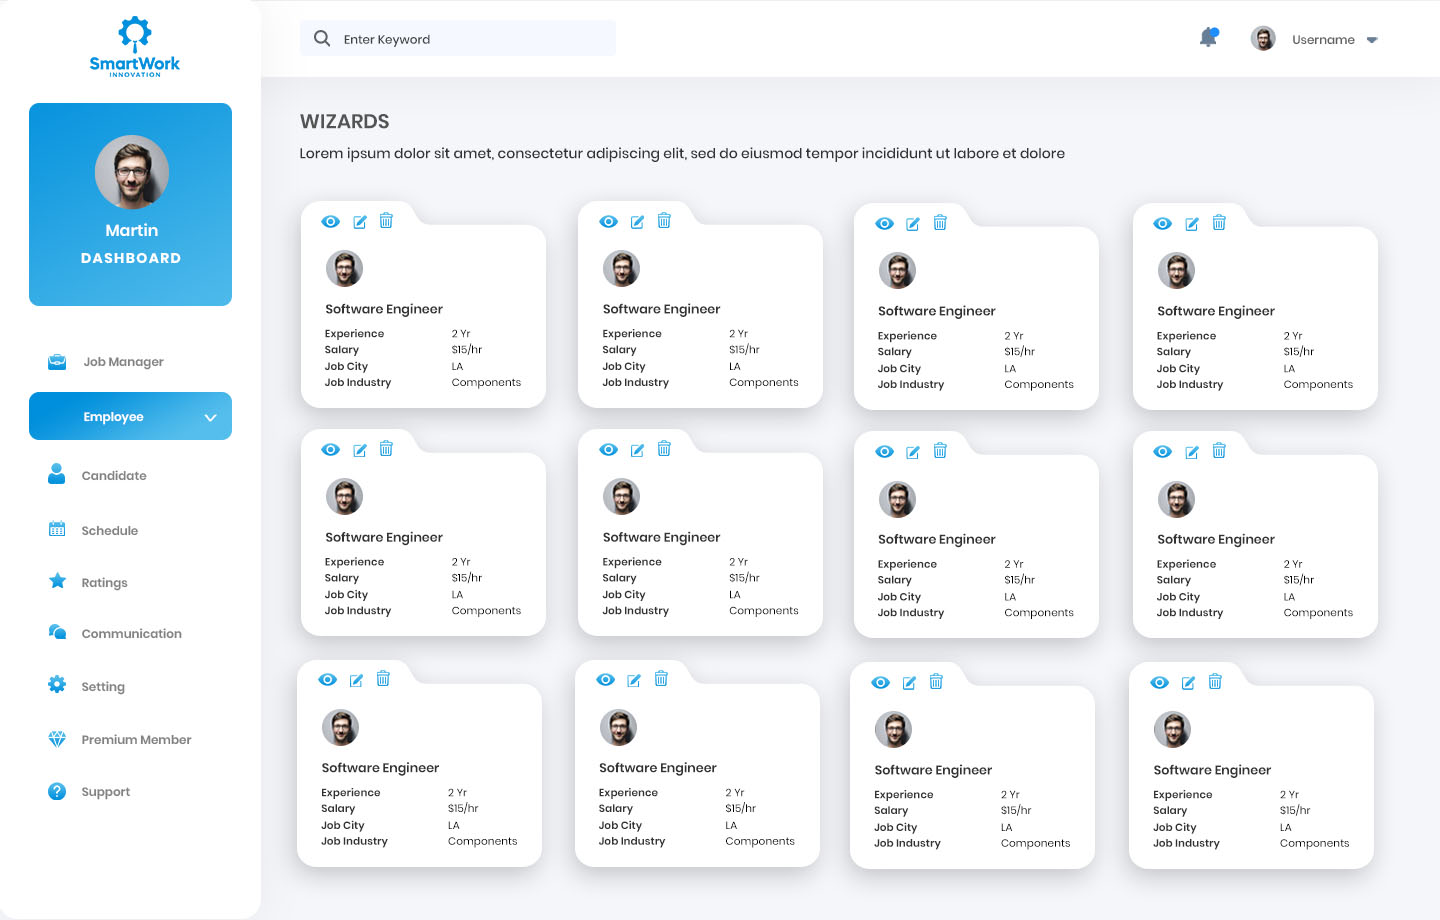 SmartWork
INNOVATION
Enter Keyword
Username
Martin
DASHBOARD
Job Manager
Employee
Candidate
Schedule
Ratings
Communication
Setting
Premium Member
Support
WIZARDS
Lorem ipsum dolor sit amet, consectetur adipiscing elit, sed do eiusmod tempor incididunt ut labore et dolore
Software Engineer
Experience 2 Yr
Salary $15/hr
Job City LA
Job Industry Components
Software Engineer
Experience 2 Yr
Salary $15/hr
Job City LA
Job Industry Components
Software Engineer
Experience 2 Yr
Salary $15/hr
Job City LA
Job Industry Components
Software Engineer
Experience 2 Yr
Salary $15/hr
Job City LA
Job Industry Components
Software Engineer
Experience 2 Yr
Salary $15/hr
Job City LA
Job Industry Components
Software Engineer
Experience 2 Yr
Salary $15/hr
Job City LA
Job Industry Components
Software Engineer
Experience 2 Yr
Salary $15/hr
Job City LA
Job Industry Components
Software Engineer
Experience 2 Yr
Salary $15/hr
Job City LA
Job Industry Components
Software Engineer
Experience 2 Yr
Salary $15/hr
Job City LA
Job Industry Components
Software Engineer
Experience 2 Yr
Salary $15/hr
Job City LA
Job Industry Components
Software Engineer
Experience 2 Yr
Salary $15/hr
Job City LA
Job Industry Components
Software Engineer
Experience 2 Yr
Salary $15/hr
Job City LA
Job Industry Components